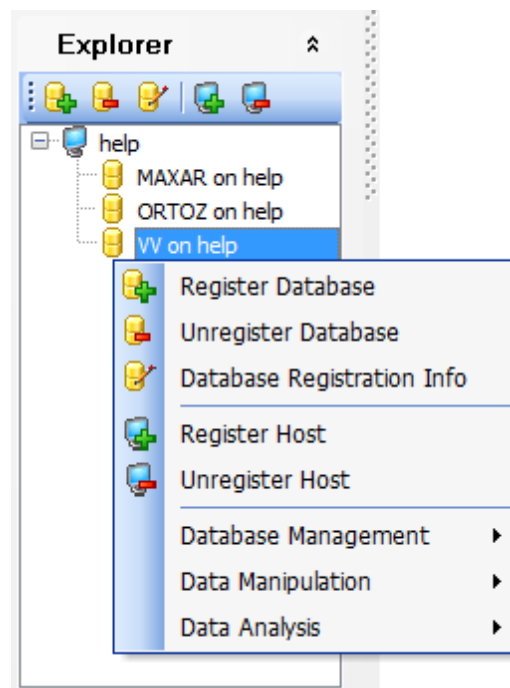 Explorer
help
MAXAR on help
ORTOZ on help
VV on help
Register Database
Unregister Database
Database Registration Info
Register Host
Unregister Host
Database Management
Data Manipulation
Data Analysis